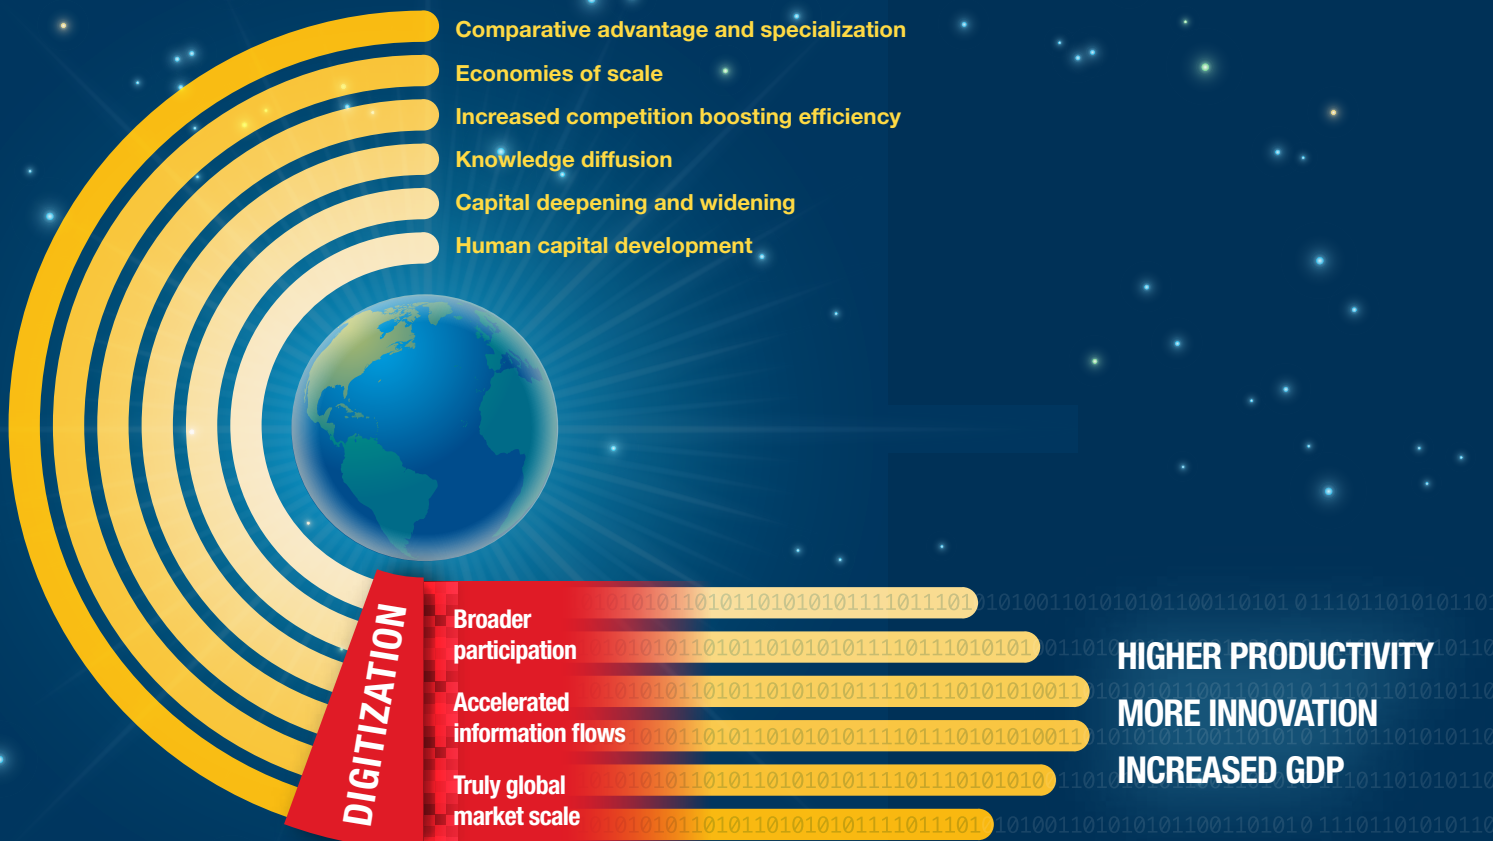 Comparative advantage and specialization
Economies of scale
Increased competition boosting efficiency
Knowledge diffusion
Capital deepening and widening
Human capital development
DIGITIZATION
Broader
participation
Accelerated
information flows
Truly global
market scale
HIGHER PRODUCTIVITY
MORE INNOVATION
INCREASED GDP